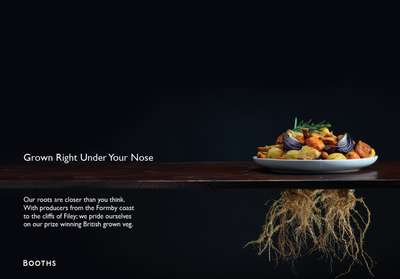 Grown Right Under Your Nose
Our roots are closer than you think.
With producers from the Formby coast
to the cliffs of Filey; we pride ourselves
on our prize winning British grown veg.
BOOTHS